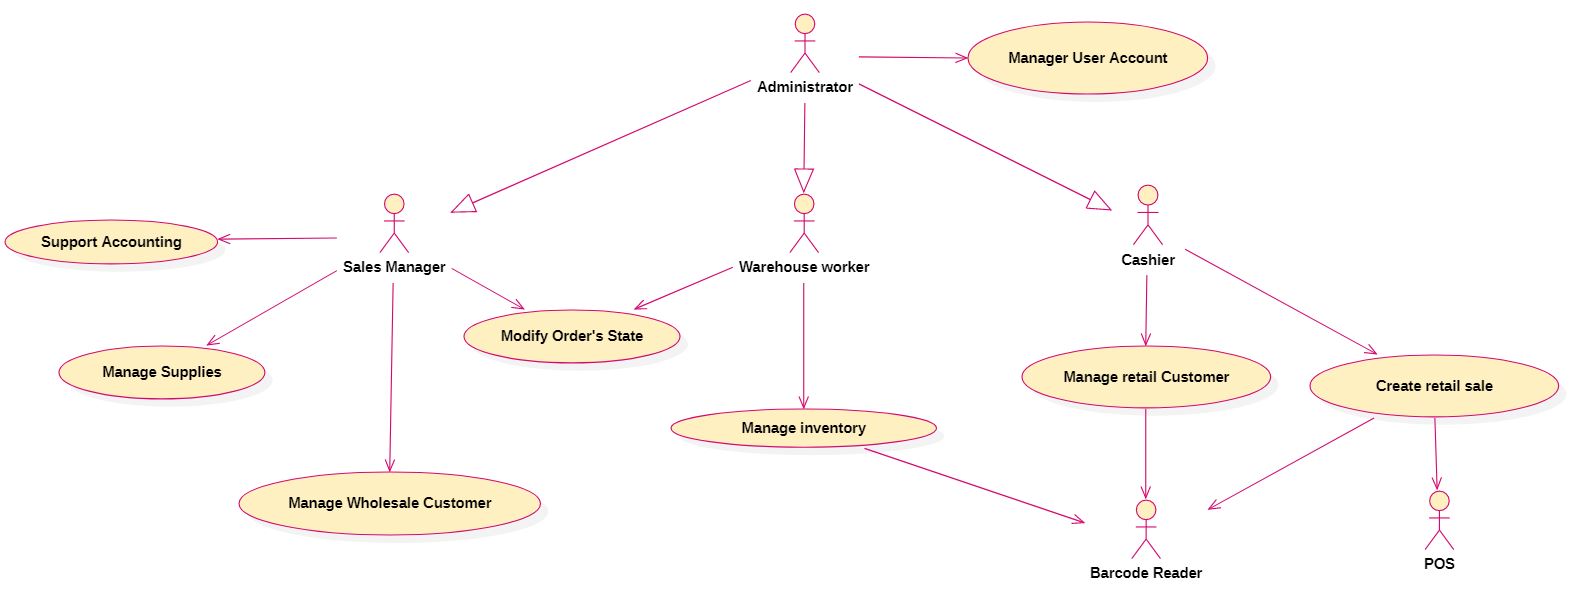 Manager User Account
Administrator
Support Accounting
Sales Manager
Warehouse worker
Cashier
Modify Order's State
Manage Supplies
Manage retail Customer
Create retail sale
Manage inventory
Manage Wholesale Customer
Barcode Reader
POS